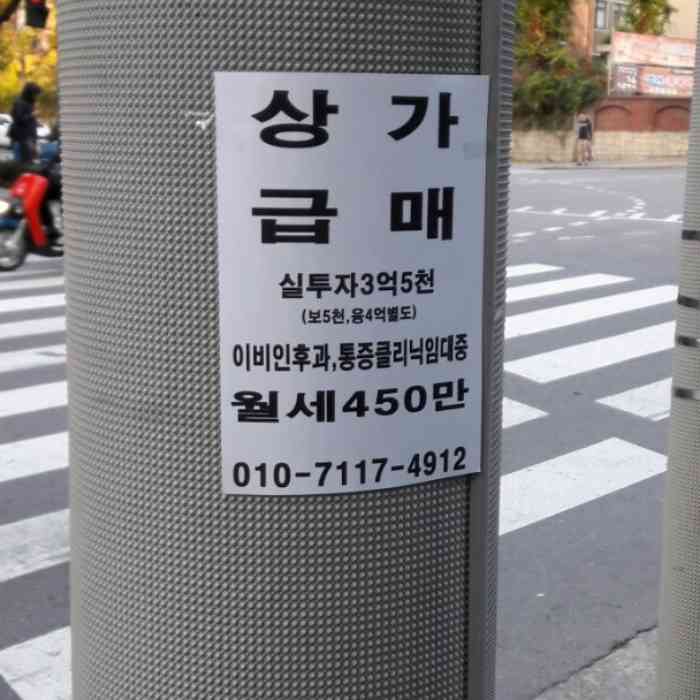 상가
급매
실투자3억5천
(보5천,융4억별도)
이비인후과,통증클리닉임대중
월세450만
010-7117-4912